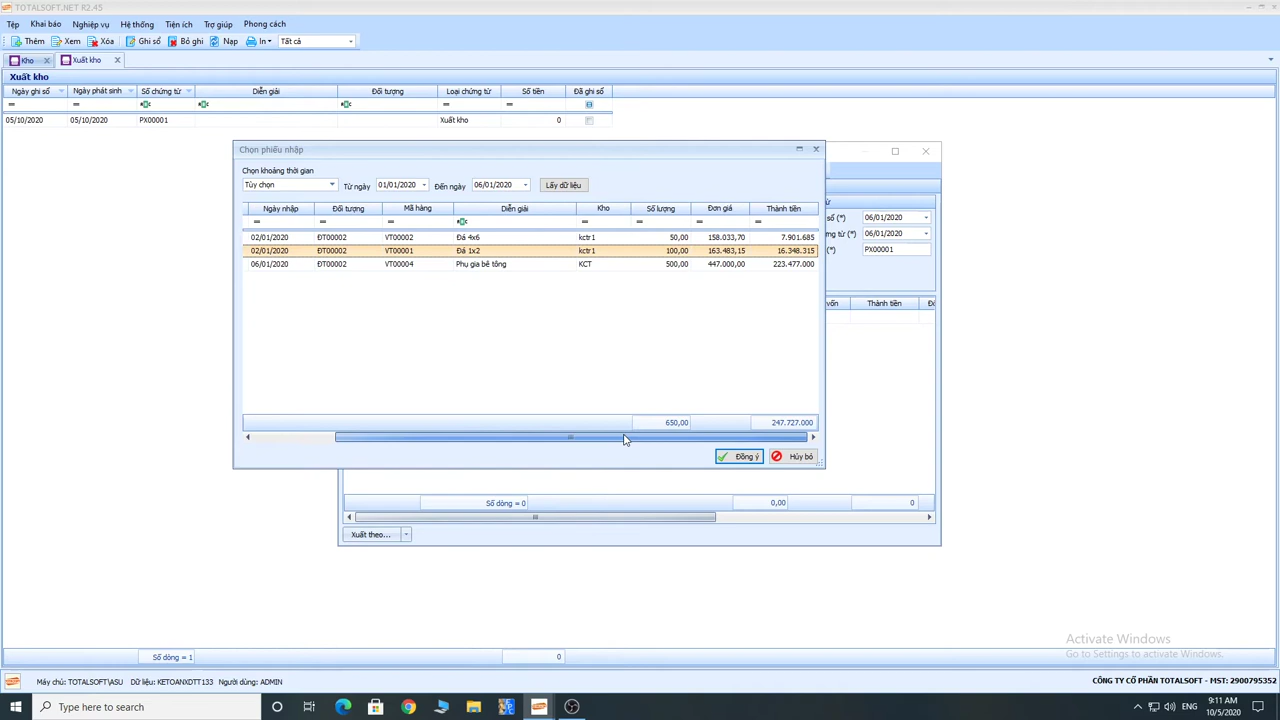 TOTALSOFT.NET R2.45
Tệp Khai báo Nghiệp vụ Hệ thống Tiện ích Trợ giúp Phong cách
Thêm Xem Xóa Ghi sổ Bỏ ghi Nạp In Tất cả
Kho Xuất kho
Xuất kho
Ngày ghi sổ Ngày phát sinh Số chứng từ Diễn giải Đối tượng Loại chứng từ Số tiền Đã ghi sổ
05/10/2020 05/10/2020 PX00001 Xuất kho 0
Chọn phiếu nhập
Chọn khoảng thời gian
Tùy chọn Từ ngày 01/01/2020 Đến ngày 06/01/2020 Lấy dữ liệu
Ngày nhập Đối tượng Mã hàng Diễn giải Kho Số lượng Đơn giá Thành tiền
02/01/2020 ĐT00002 VT00002 Đá 4x6 kctr1 50,00 158.033,70 7.901.685
02/01/2020 ĐT00002 VT00001 Đá 1x2 kctr1 100,00 163.483,15 16.348.315
06/01/2020 ĐT00002 VT00004 Phụ gia bê tông KCT 500,00 447.000,00 223.477.000
650,00 247.727.000
Đồng ý Hủy bỏ
từ
số (*) 06/01/2020
ng từ (*) 06/01/2020
(*) PX00001
vốn Thành tiền
Số dòng = 0 0,00 0
Xuất theo...
Activate Windows
Go to Settings to activate Windows.
Số dòng = 1 0
Máy chủ: TOTALSOFT\ASU Dữ liệu: KETOANXDTT133 Người dùng: ADMIN CÔNG TY CỔ PHẦN TOTALSOFT - MST: 2900795352
Type here to search ENG 9:11 AM
10/5/2020